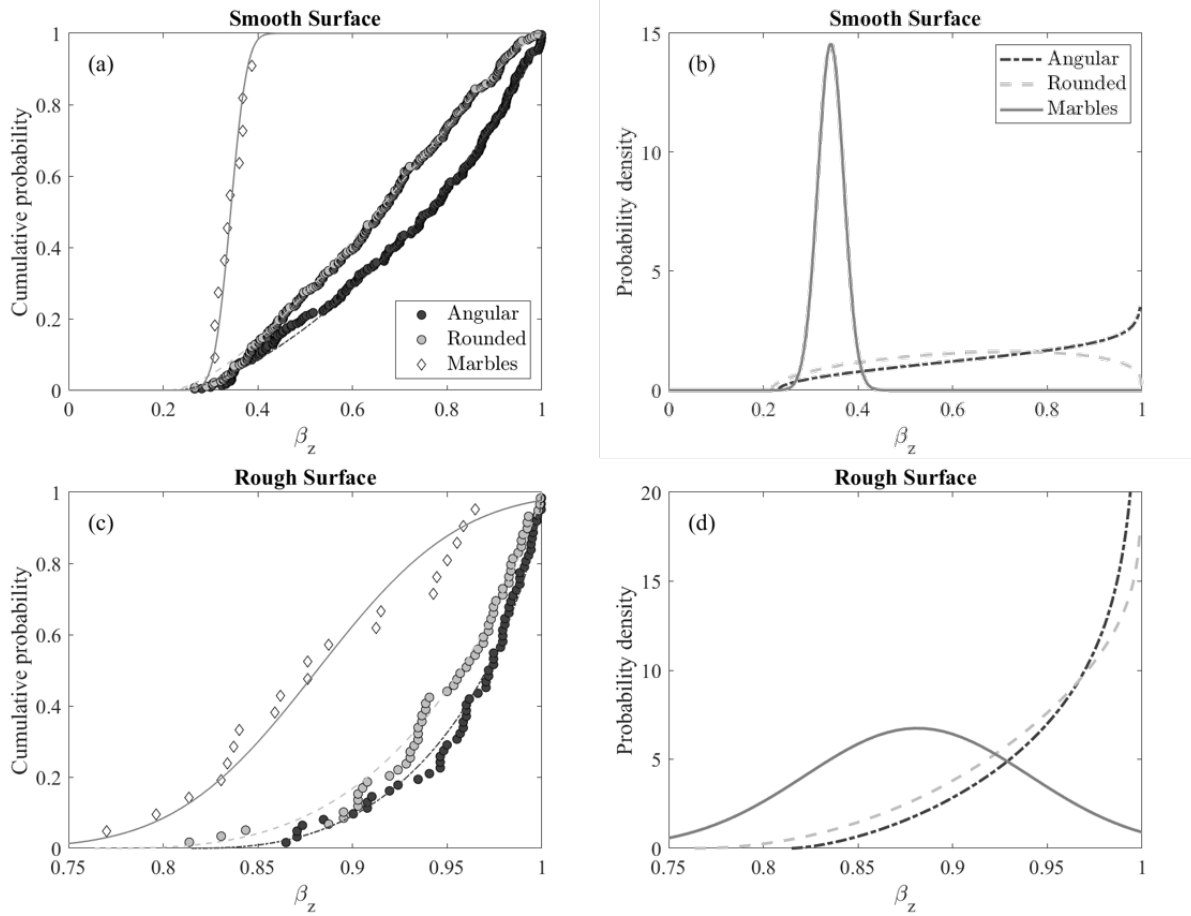 Smooth Surface
(a)
Cumulative probability
1
0.8
0.6
0.4
0.2
0
Angular
Rounded
Marbles
0 0.2 0.4 0.6 0.8 1
β_z
Smooth Surface
(b)
Probability density
15
10
5
0
Angular
Rounded
Marbles
0 0.2 0.4 0.6 0.8 1
β_z
Rough Surface
(c)
Cumulative probability
1
0.8
0.6
0.4
0.2
0
0.75 0.8 0.85 0.9 0.95 1
β_z
Rough Surface
(d)
Probability density
20
15
10
5
0
0.75 0.8 0.85 0.9 0.95 1
β_z